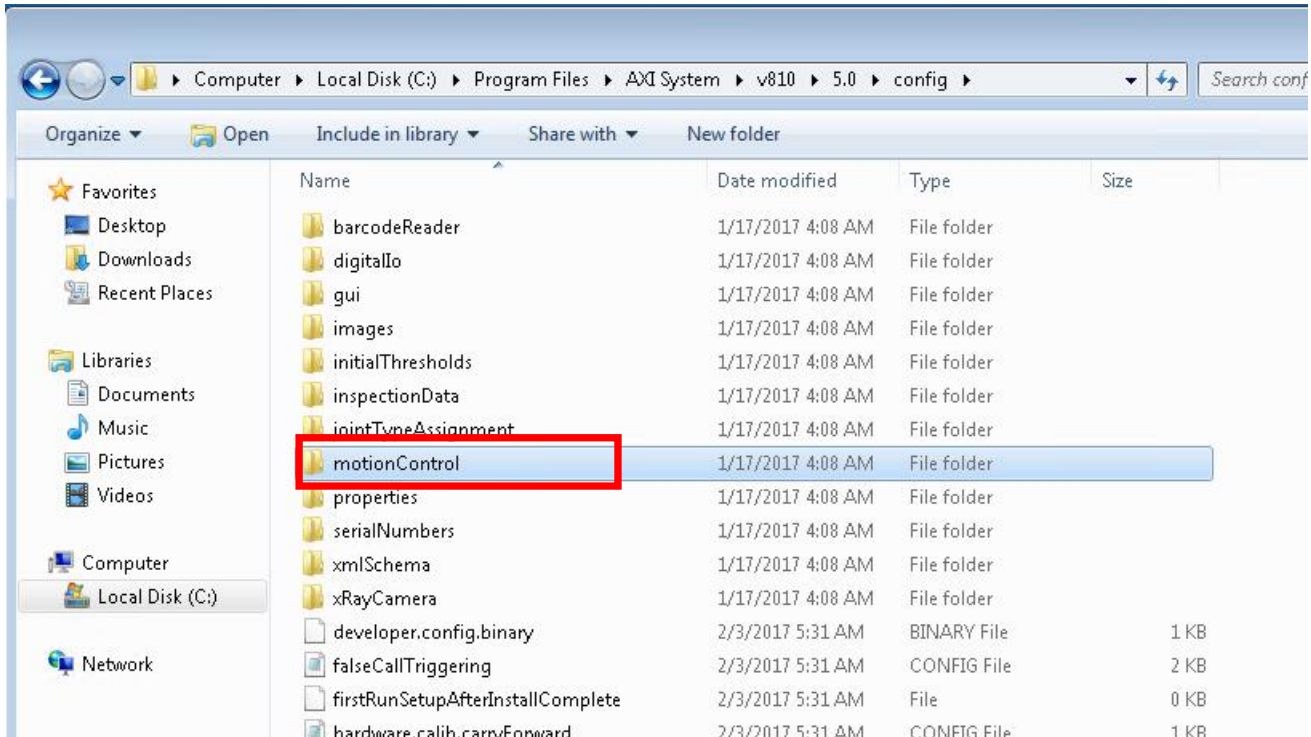 Computer Local Disk (C:) Program Files AXI System v810 5.0 config Search conf
Organize Open Include in library Share with New folder
Favorites
Desktop
Downloads
Recent Places
Libraries
Documents
Music
Pictures
Videos
Computer
Local Disk (C:)
Network
Name Date modified Type Size
barcodeReader 1/17/2017 4:08 AM File folder
digitalIo 1/17/2017 4:08 AM File folder
gui 1/17/2017 4:08 AM File folder
images 1/17/2017 4:08 AM File folder
initialThresholds 1/17/2017 4:08 AM File folder
inspectionData 1/17/2017 4:08 AM File folder
jointTypeAssignment 1/17/2017 4:08 AM File folder
motionControl 1/17/2017 4:08 AM File folder
properties 1/17/2017 4:08 AM File folder
serialNumbers 1/17/2017 4:08 AM File folder
xmlSchema 1/17/2017 4:08 AM File folder
xRayCamera 1/17/2017 4:08 AM File folder
developer.config.binary 2/3/2017 5:31 AM BINARY File 1 KB
falseCallTriggering 2/3/2017 5:31 AM CONFIG File 2 KB
firstRunSetupAfterInstallComplete 2/3/2017 5:31 AM File 0 KB
hardware.calib.carryForward 2/3/2017 5:31 AM CONFIG File 1 KB